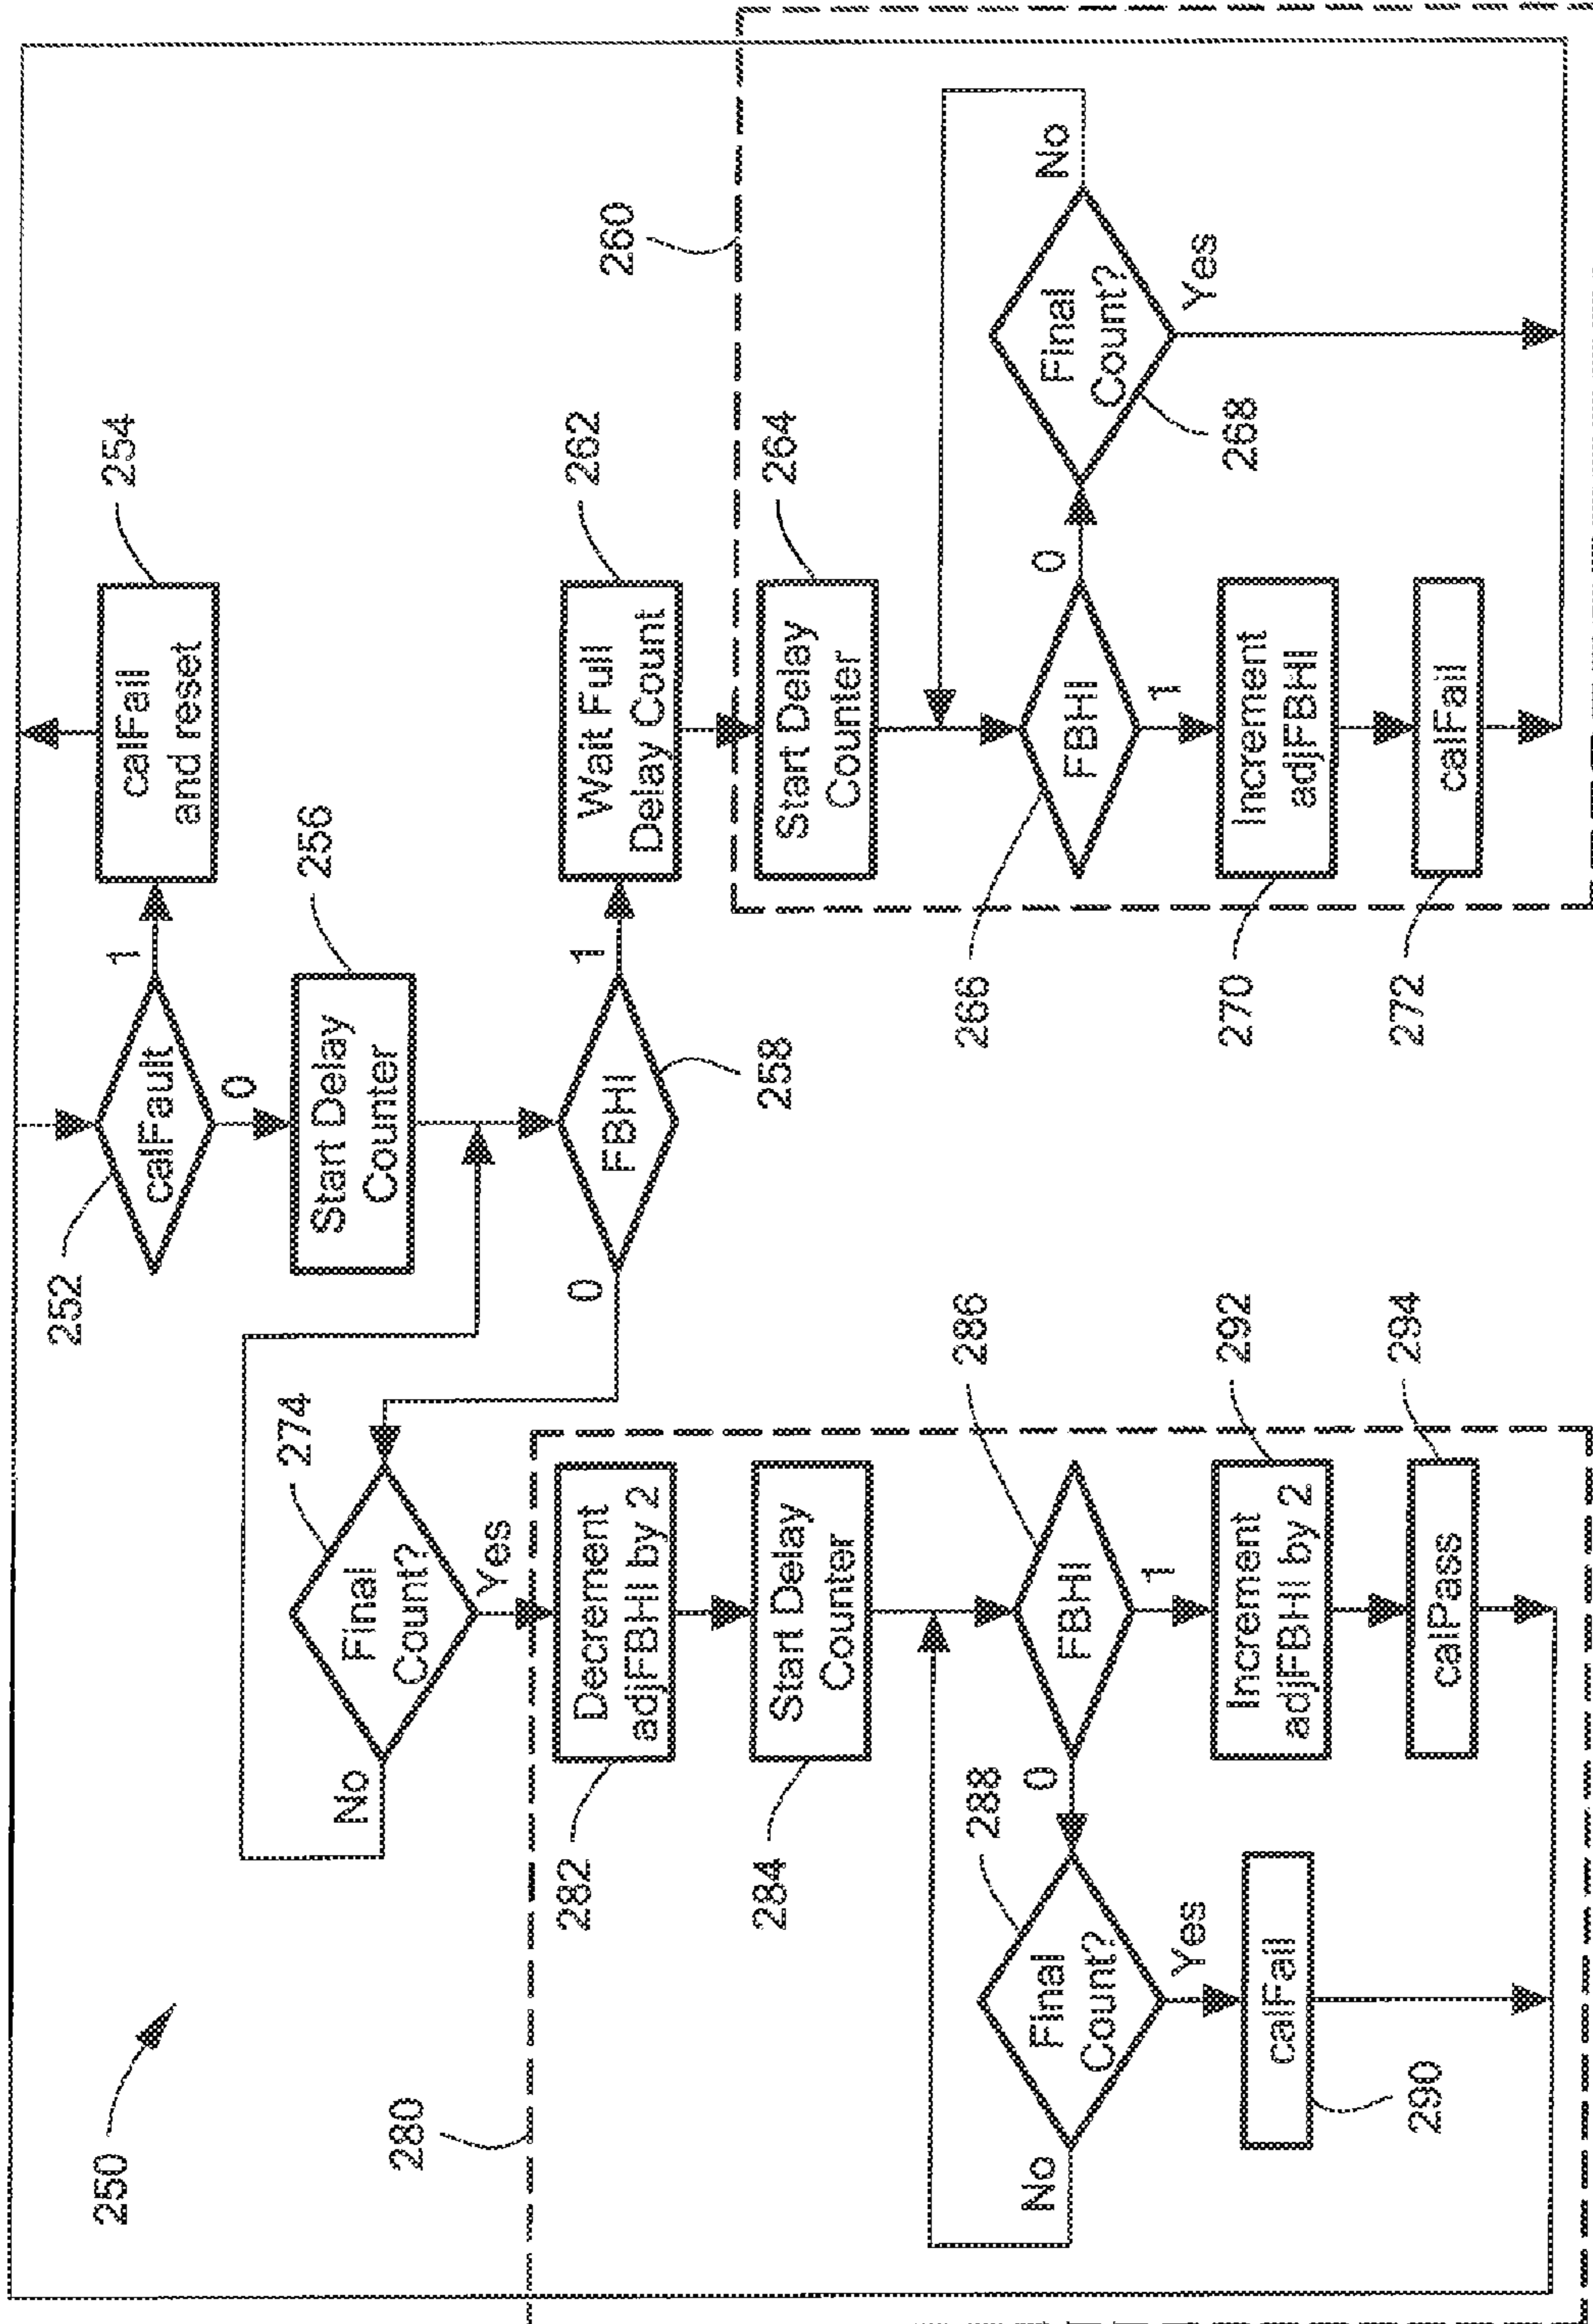 250
252
calFault
1
calFail
and reset
254
0
Start Delay
Counter
256
274
Final
Count?
No
Yes
FBHI
0
1
258
Wait Full
Delay Count
262
260
280
282
Decrement
adjFBHI by 2
284
Start Delay
Counter
286
FBHI
0
1
288
Final
Count?
No
Yes
calFail
290
Increment
adjFBHI by 2
292
calPass
294
Start Delay
Counter
264
266
FBHI
0
1
Final
Count?
No
Yes
268
Increment
adjFBHI
270
calFail
272